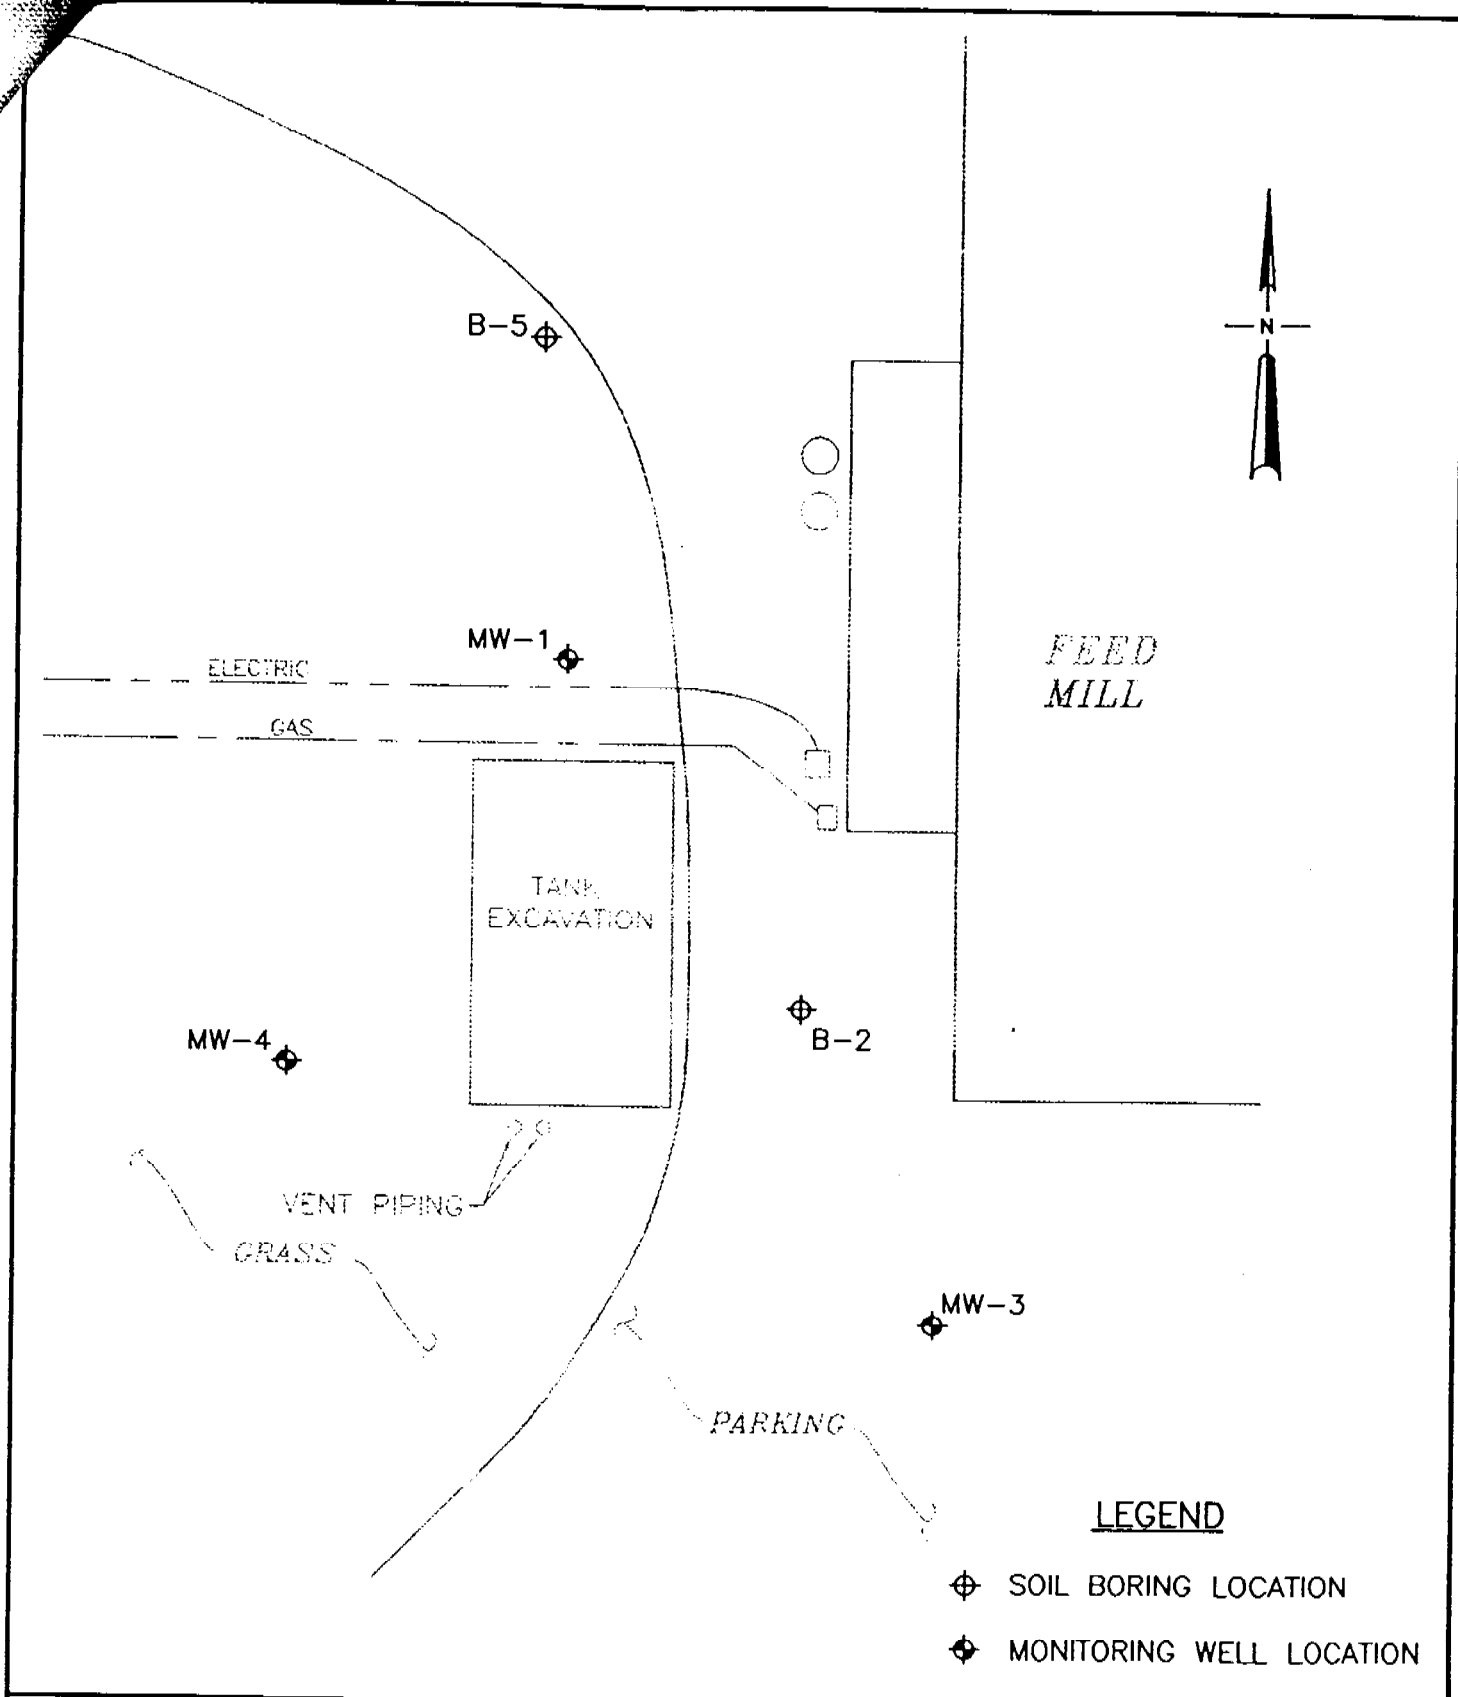 B-5
N
MW-1
ELECTRIC
FEED
MILL
GAS
TANK
EXCAVATION
B-2
MW-4
VENT PIPING
GRASS
MW-3
PARKING
LEGEND
SOIL BORING LOCATION
MONITORING WELL LOCATION